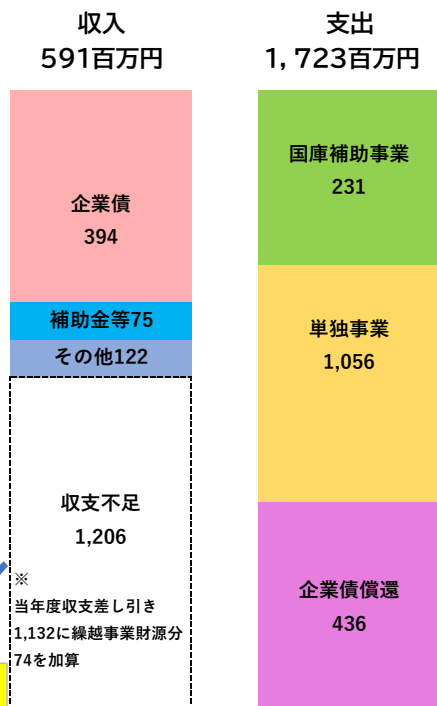 収入
591百万円
企業債
394
補助金等75
その他122
収支不足
1,206
※
当年度収支差し引き
1,132に繰越事業財源分
74を加算
支出
1,723百万円
国庫補助事業
231
単独事業
1,056
企業債償還
436